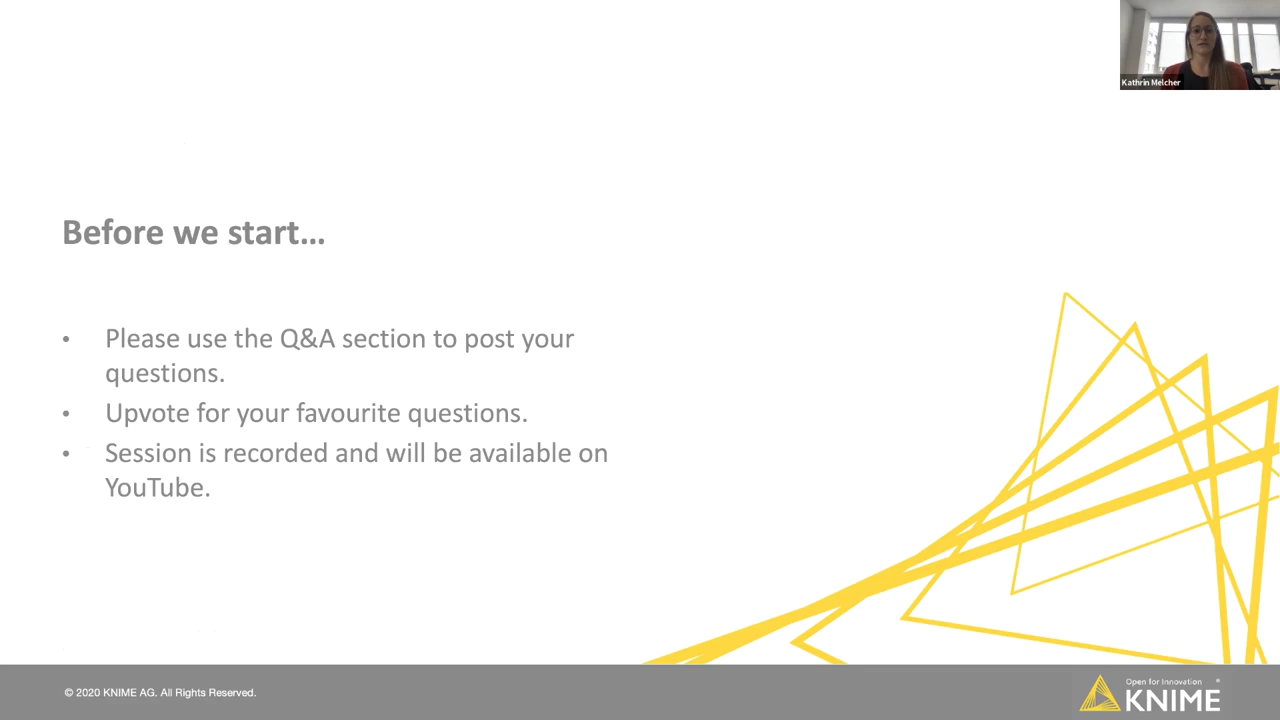 Kathrin Melcher
Before we start...
• Please use the Q&A section to post your
questions.
• Upvote for your favourite questions.
• Session is recorded and will be available on
YouTube.
© 2020 KNIME AG. All Rights Reserved.
Open for Innovation ®
KNIME